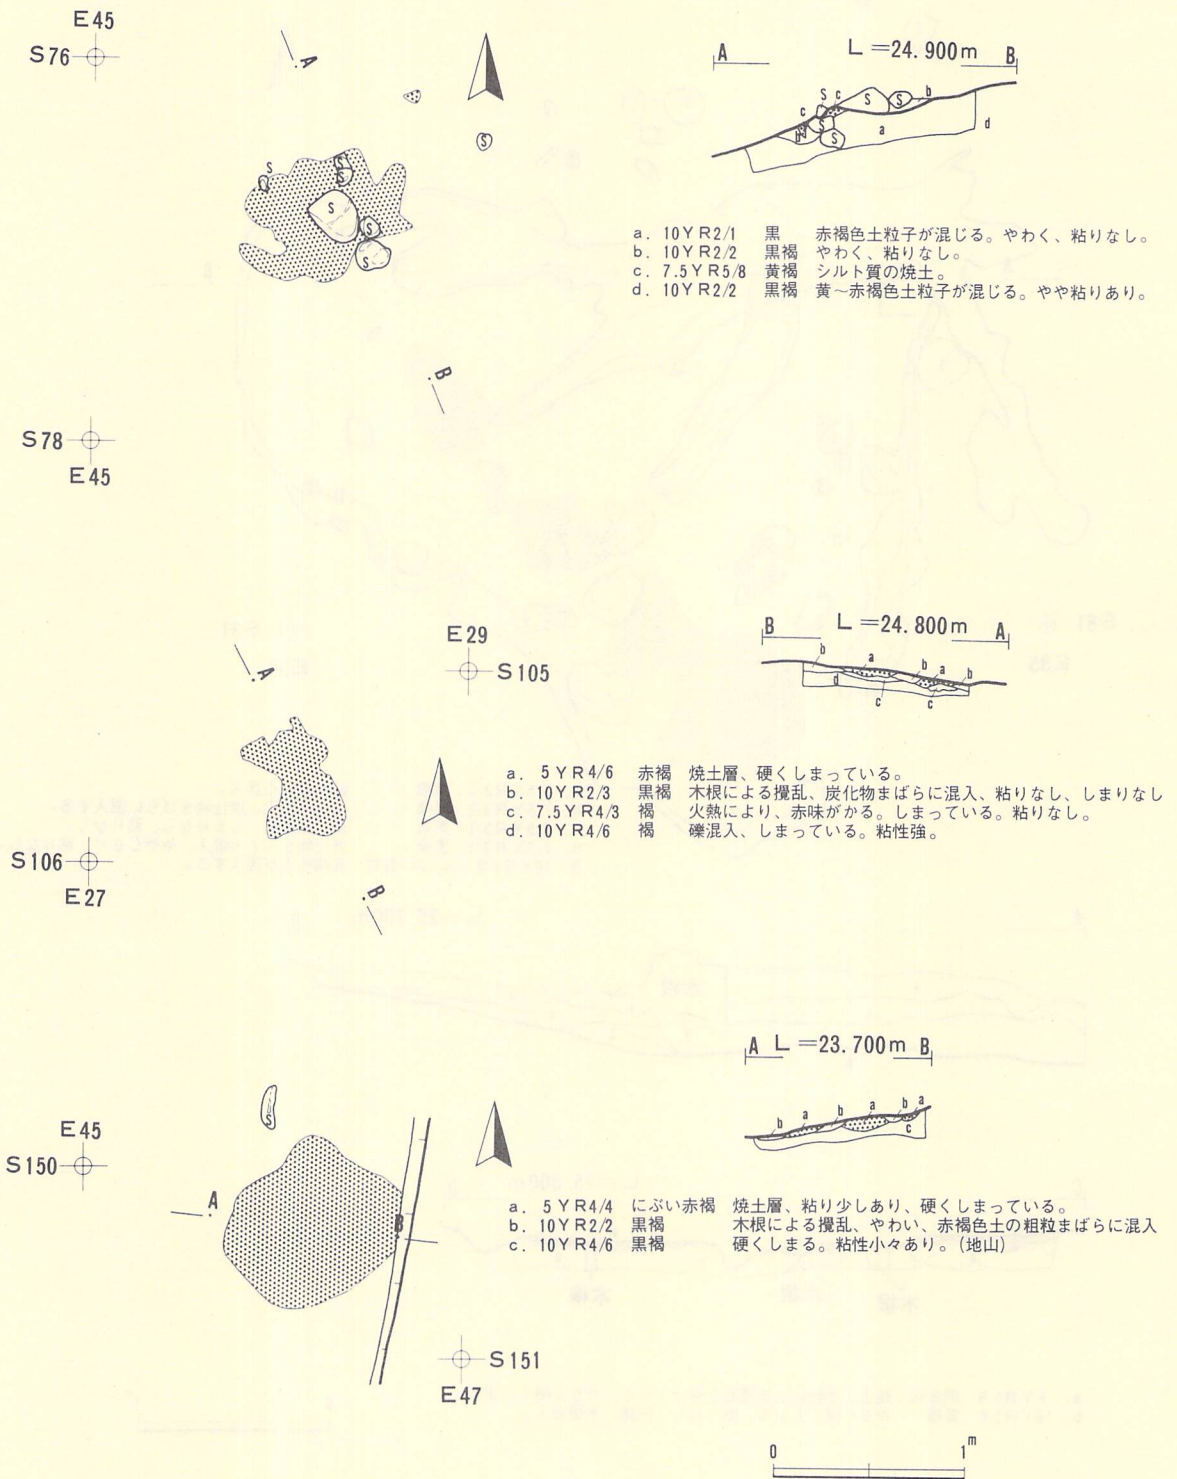 E45
S76
A
S
S
S
S
S
S
S
B
S78
E45
A L=24.900m B
S c S S b
c
b S a d
S
a. 10YR2/1 黒 赤褐色土粒子が混じる。やわく、粘りなし。
b. 10YR2/2 黒褐 やわく、粘りなし。
c. 7.5YR5/8 黄褐 シルト質の焼土。
d. 10YR2/2 黒褐 黄~赤褐色土粒子が混じる。やや粘りあり。
A
E29
S105
S106
E27
B
B L=24.800m A
b a b a b
d
c c
a. 5YR4/6 赤褐 焼土層、硬くしまっている。
b. 10YR2/3 黒褐 木根による攪乱、炭化物まばらに混入、粘りなし、しまりなし
c. 7.5YR4/3 褐 火熱により、赤味がかる。しまっている。粘りなし。
d. 10YR4/6 褐 礫混入、しまっている。粘性強。
E45
S150
S
A
B
S151
E47
A L=23.700m B
b a b a b a
c
a. 5YR4/4 にぶい赤褐 焼土層、粘り少しあり、硬くしまっている。
b. 10YR2/2 黒褐 木根による攪乱、やわい、赤褐色土の粗粒まばらに混入
c. 10YR4/6 黒褐 硬くしまる。粘性小々あり。(地山)
0 1m